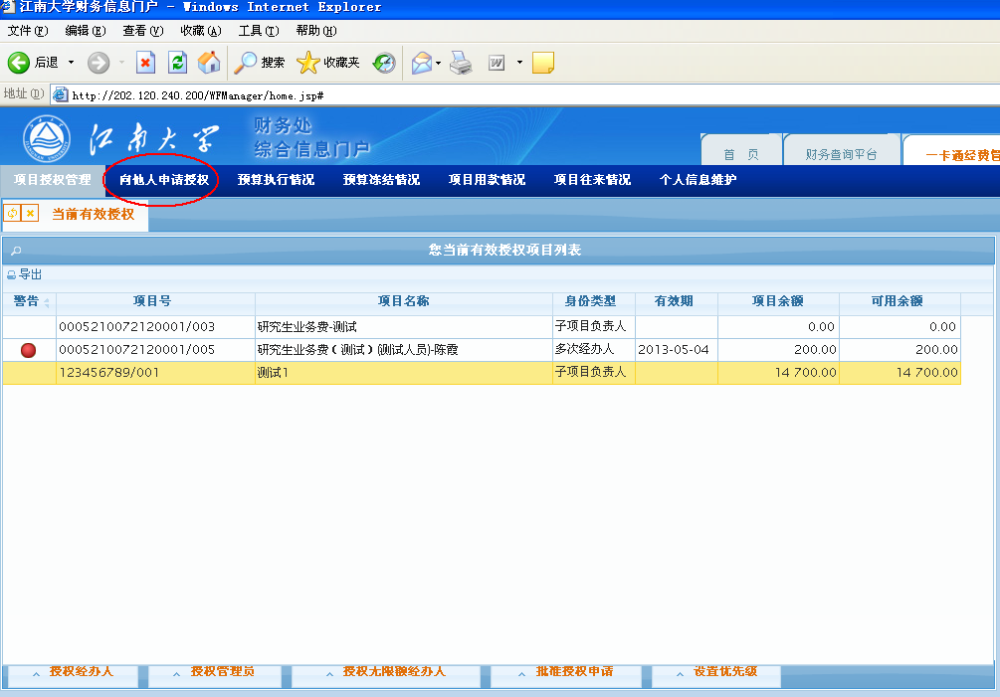 江南大学财务信息门户 - Windows Internet Explorer
文件(F) 编辑(E) 查看(V) 收藏(A) 工具(T) 帮助(H)
后退 搜索 收藏夹
地址(D) http://202.120.240.200/WFManager/home.jsp#
江南大学 财务处
综合信息门户
首 页 财务查询平台 一卡通经费管
项目授权管理 向他人申请授权 预算执行情况 预算冻结情况 项目用款情况 项目往来情况 个人信息维护
当前有效授权
您当前有效授权项目列表
导出
警告 项目号 项目名称 身份类型 有效期 项目余额 可用余额
0005210072120001/003 研究生业务费-测试 子项目负责人 0.00 0.00
0005210072120001/005 研究生业务费（测试）(测试人员)-陈霞 多次经办人 2013-05-04 200.00 200.00
123456789/001 测试1 子项目负责人 14 700.00 14 700.00
授权经办人 授权管理员 授权无限额经办人 批准授权申请 设置优先级